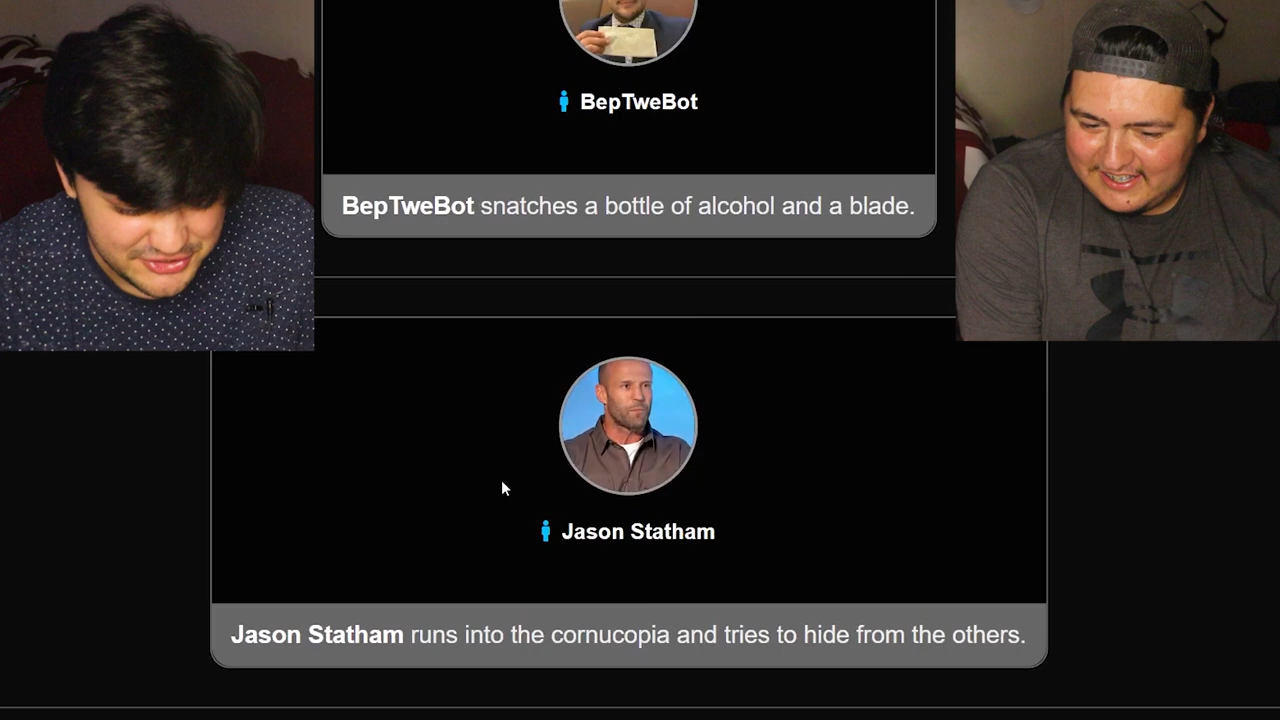 BepTweBot
BepTweBot snatches a bottle of alcohol and a blade.
Jason Statham
Jason Statham runs into the cornucopia and tries to hide from the others.